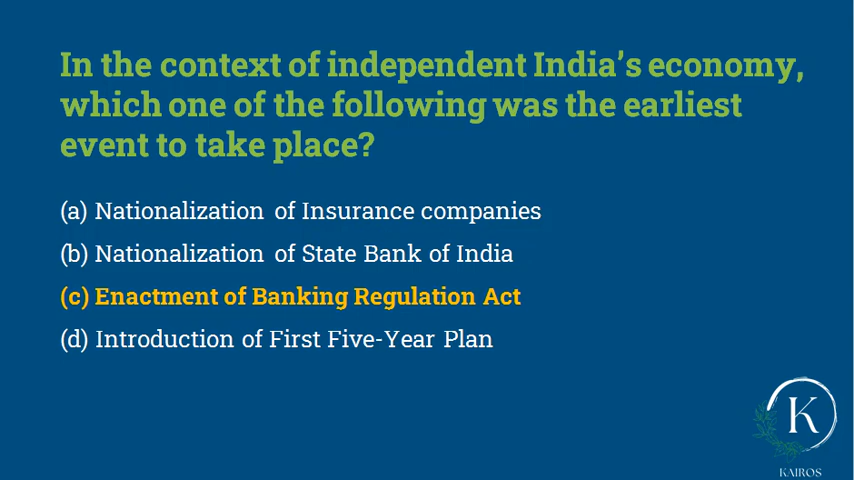 In the context of independent India’s economy,
which one of the following was the earliest
event to take place?
(a) Nationalization of Insurance companies
(b) Nationalization of State Bank of India
(c) Enactment of Banking Regulation Act
(d) Introduction of First Five-Year Plan
K
KAIROS